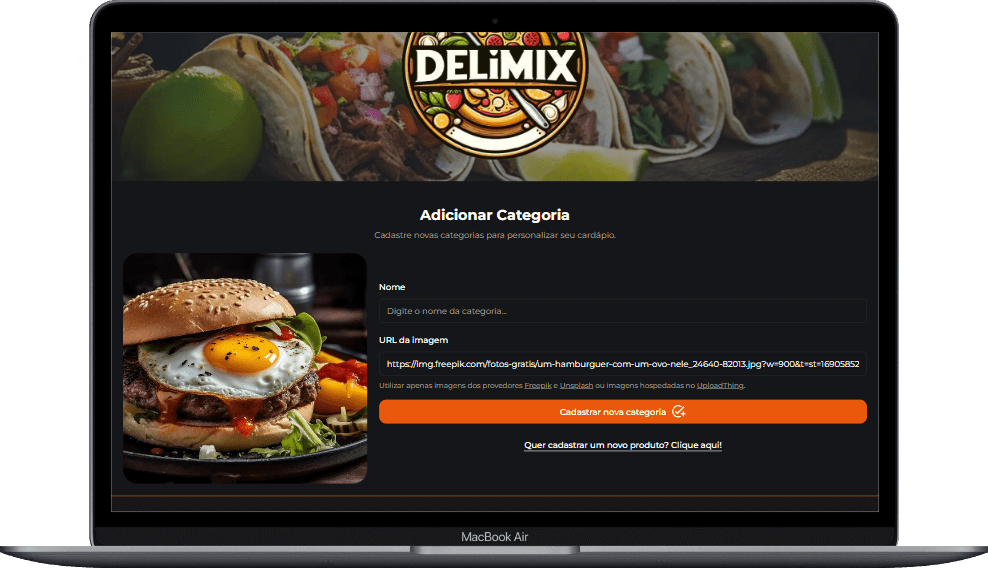 DELiMIX
Adicionar Categoria
Cadastre novas categorias para personalizar seu cardápio.
Nome
Digite o nome da categoria...
URL da imagem
https://img.freepik.com/fotos-gratis/um-hamburguer-com-um-ovo-nele_24640-82013.jpg?w=900&t=st=16905852
Utilizar apenas imagens dos provedores Freepik e Unsplash ou imagens hospedadas no UploadThing.
Cadastrar nova categoria
Quer cadastrar um novo produto? Clique aqui!
MacBook Air